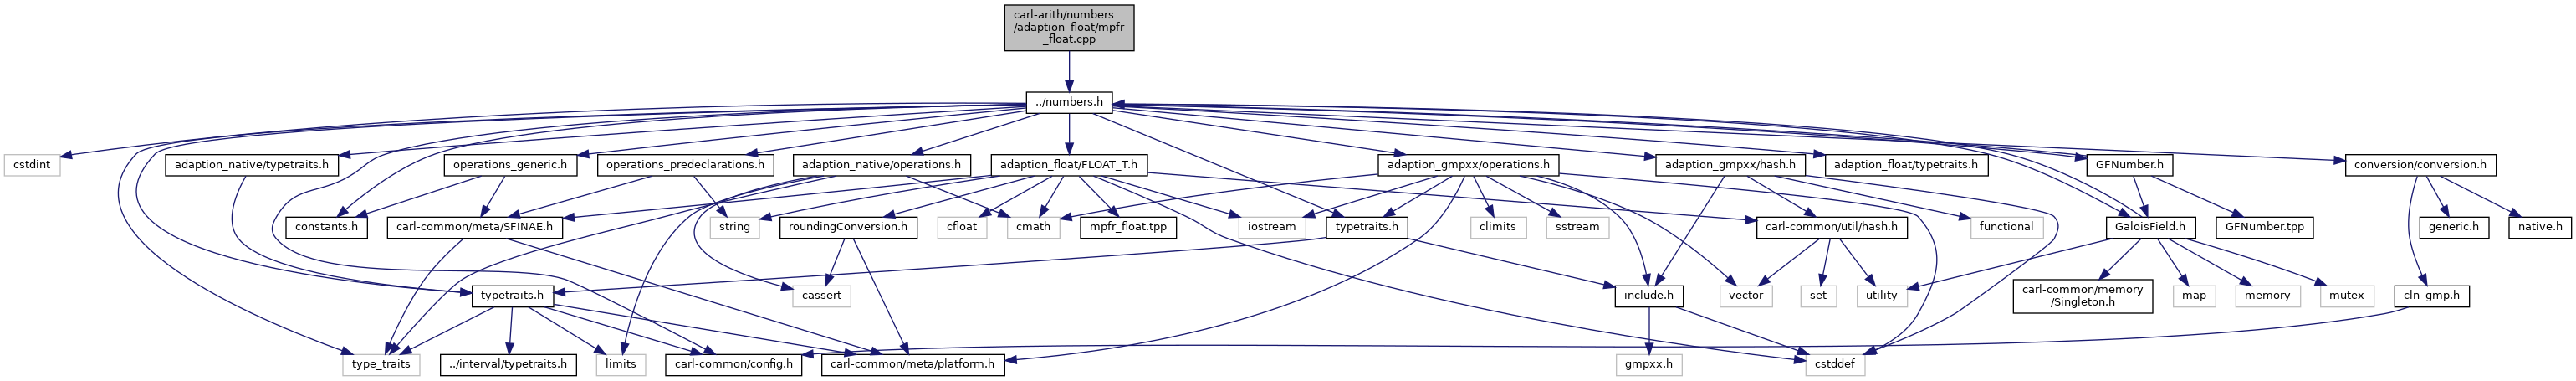 carl-arith/numbers
/adaption_float/mpfr
_float.cpp
../numbers.h
cstdint
adaption_native/typetraits.h
operations_generic.h
operations_predeclarations.h
adaption_native/operations.h
adaption_float/FLOAT_T.h
adaption_gmpxx/operations.h
adaption_gmpxx/hash.h
adaption_float/typetraits.h
GFNumber.h
conversion/conversion.h
constants.h
carl-common/meta/SFINAE.h
string
roundingConversion.h
cfloat
cmath
mpfr_float.tpp
iostream
typetraits.h
climits
sstream
carl-common/util/hash.h
functional
GaloisField.h
GFNumber.tpp
generic.h
native.h
typetraits.h
cassert
include.h
vector
set
utility
carl-common/memory
/Singleton.h
map
memory
mutex
cln_gmp.h
type_traits
../interval/typetraits.h
limits
carl-common/config.h
carl-common/meta/platform.h
gmpxx.h
cstddef